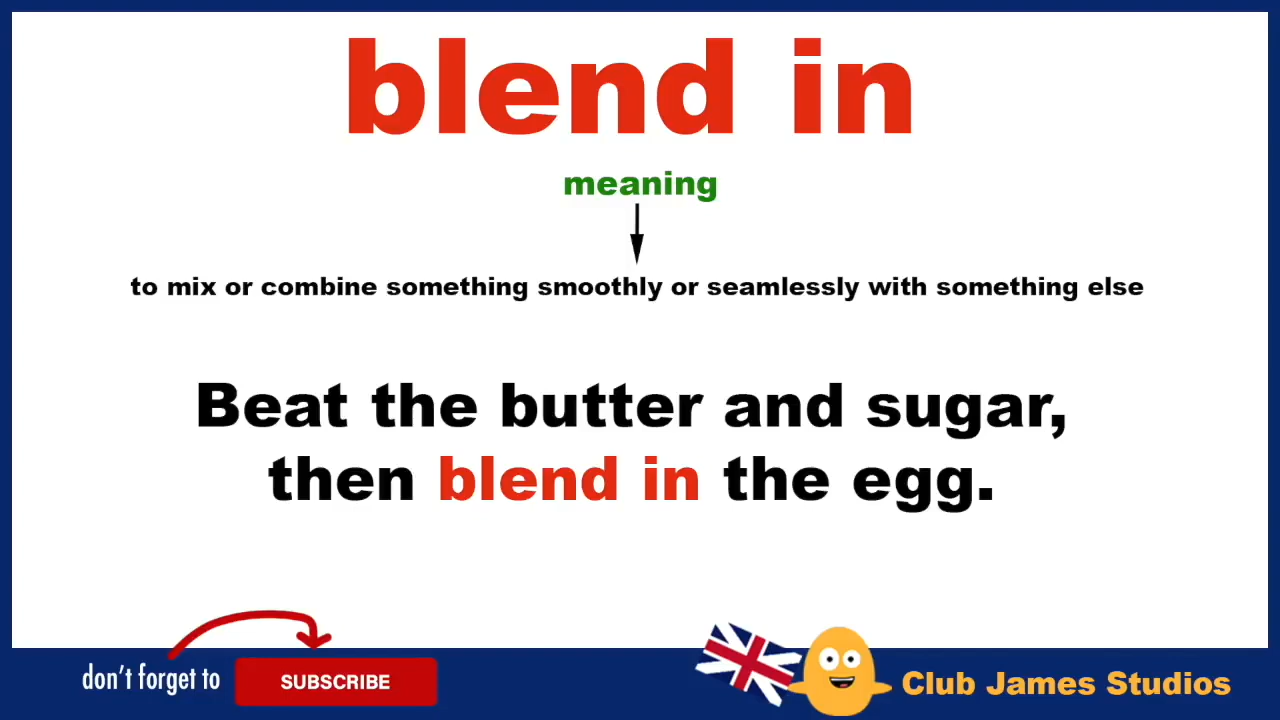 blend in
meaning
to mix or combine something smoothly or seamlessly with something else
Beat the butter and sugar,
then blend in the egg.
don't forget to
SUBSCRIBE
Club James Studios